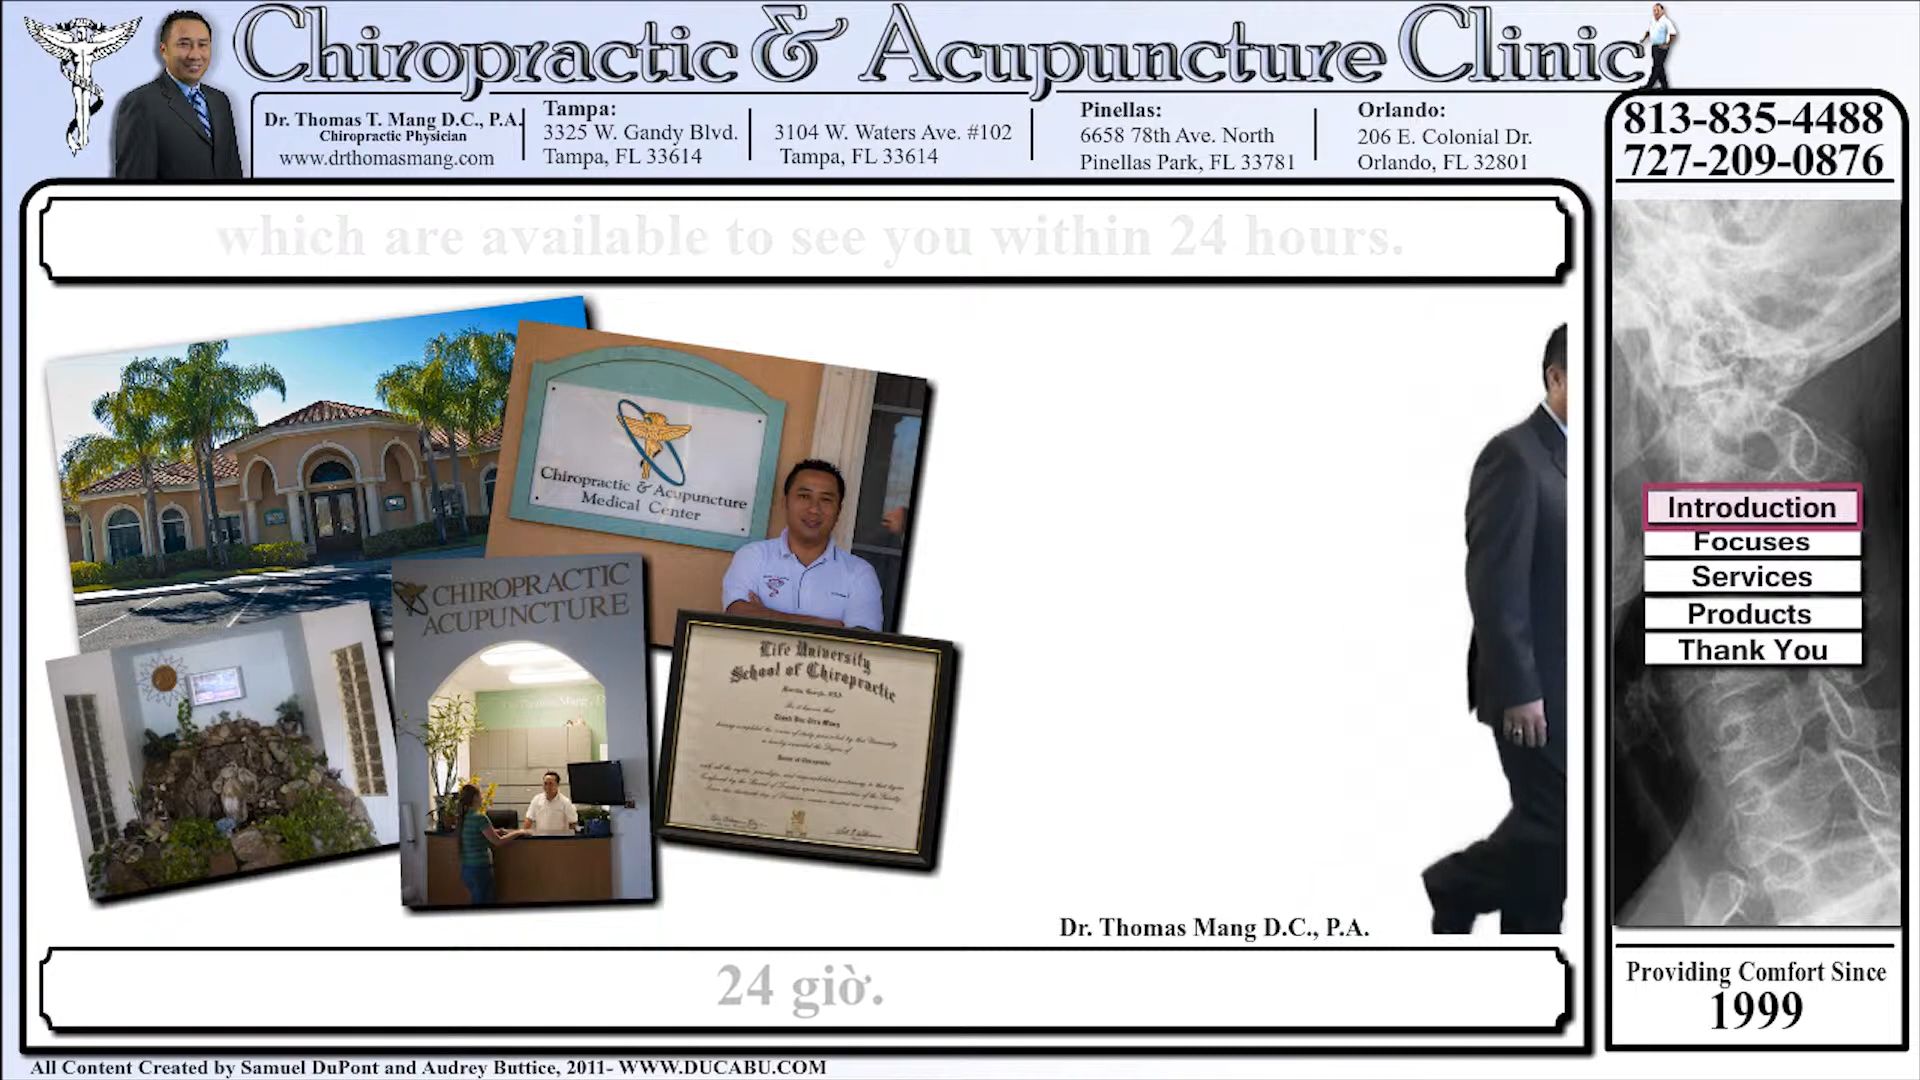 Chiropractic & Acupuncture Clinic
Dr. Thomas T. Mang D.C., P.A.
Chiropractic Physician
www.drthomasmang.com
Tampa:
3325 W. Gandy Blvd.
Tampa, FL 33614
3104 W. Waters Ave. #102
Tampa, FL 33614
Pinellas:
6658 78th Ave. North
Pinellas Park, FL 33781
Orlando:
206 E. Colonial Dr.
Orlando, FL 32801
813-835-4488
727-209-0876
which are available to see you within 24 hours.
Chiropractic & Acupuncture
Medical Center
CHIROPRACTIC
ACUPUNCTURE
Life University
School of Chiropractic
Introduction
Focuses
Services
Products
Thank You
Dr. Thomas Mang D.C., P.A.
24 giờ.
Providing Comfort Since
1999
All Content Created by Samuel DuPont and Audrey Buttice, 2011- WWW.DUCABU.COM